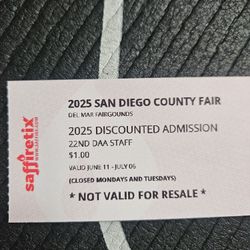 2025 SAN DIEGO COUNTY FAIR
DEL MAR FAIRGOUNDS
2025 DISCOUNTED ADMISSION
22ND DAA STAFF
$1.00
VALID JUNE 11 - JULY 06
(CLOSED MONDAYS AND TUESDAYS)
* NOT VALID FOR RESALE *
saffiretix